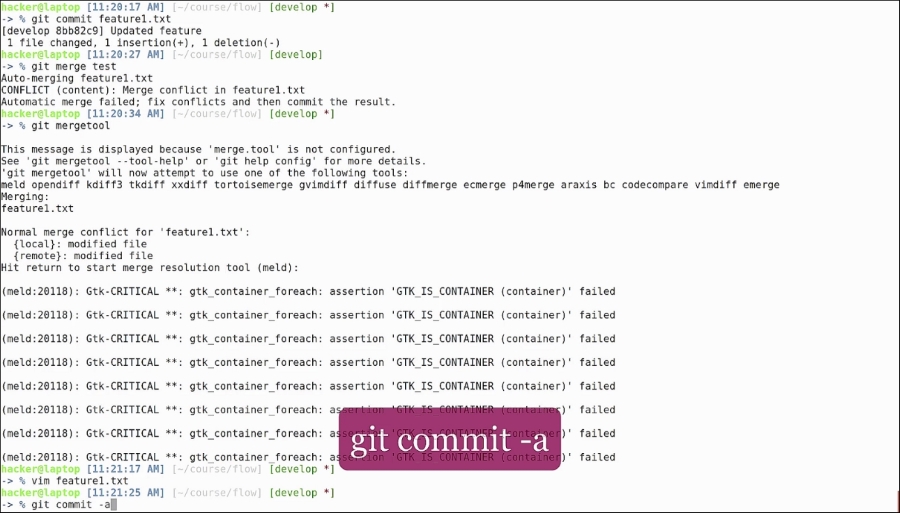 hacker@laptop [11:20:17 AM] [~/course/flow] [develop *]
-> % git commit feature1.txt
[develop 8bb82c9] Updated feature
1 file changed, 1 insertion(+), 1 deletion(-)
hacker@laptop [11:20:27 AM] [~/course/flow] [develop]
-> % git merge test
Auto-merging feature1.txt
CONFLICT (content): Merge conflict in feature1.txt
Automatic merge failed; fix conflicts and then commit the result.
hacker@laptop [11:20:34 AM] [~/course/flow] [develop *]
-> % git mergetool
This message is displayed because 'merge.tool' is not configured.
See 'git mergetool --tool-help' or 'git help config' for more details.
'git mergetool' will now attempt to use one of the following tools:
meld opendiff kdiff3 tkdiff xxdiff tortoisemerge gvimdiff diffuse diffmerge ecmerge p4merge araxis bc codecompare vimdiff emerge
Merging:
feature1.txt
Normal merge conflict for 'feature1.txt':
{local}: modified file
{remote}: modified file
Hit return to start merge resolution tool (meld):
(meld:20118): Gtk-CRITICAL **: gtk_container_foreach: assertion 'GTK_IS_CONTAINER (container)' failed
(meld:20118): Gtk-CRITICAL **: gtk_container_foreach: assertion 'GTK_IS_CONTAINER (container)' failed
(meld:20118): Gtk-CRITICAL **: gtk_container_foreach: assertion 'GTK_IS_CONTAINER (container)' failed
(meld:20118): Gtk-CRITICAL **: gtk_container_foreach: assertion 'GTK_IS_CONTAINER (container)' failed
(meld:20118): Gtk-CRITICAL **: gtk_container_foreach: assertion 'GTK_IS_CONTAINER (container)' failed
(meld:20118): Gtk-CRITICAL **: gtk_container_foreach: assertion 'GTK_IS_CONTAINER (container)' failed
(meld:20118): Gtk-CRITICAL **: gtk_container_foreach: assertion 'GTK_IS_CONTAINER (container)' failed
git commit -a
(meld:20118): Gtk-CRITICAL **: gtk_container_foreach: assertion 'GTK_IS_CONTAINER (container)' failed
hacker@laptop [11:21:17 AM] [~/course/flow] [develop *]
-> % vim feature1.txt
hacker@laptop [11:21:25 AM] [~/course/flow] [develop *]
-> % git commit -a